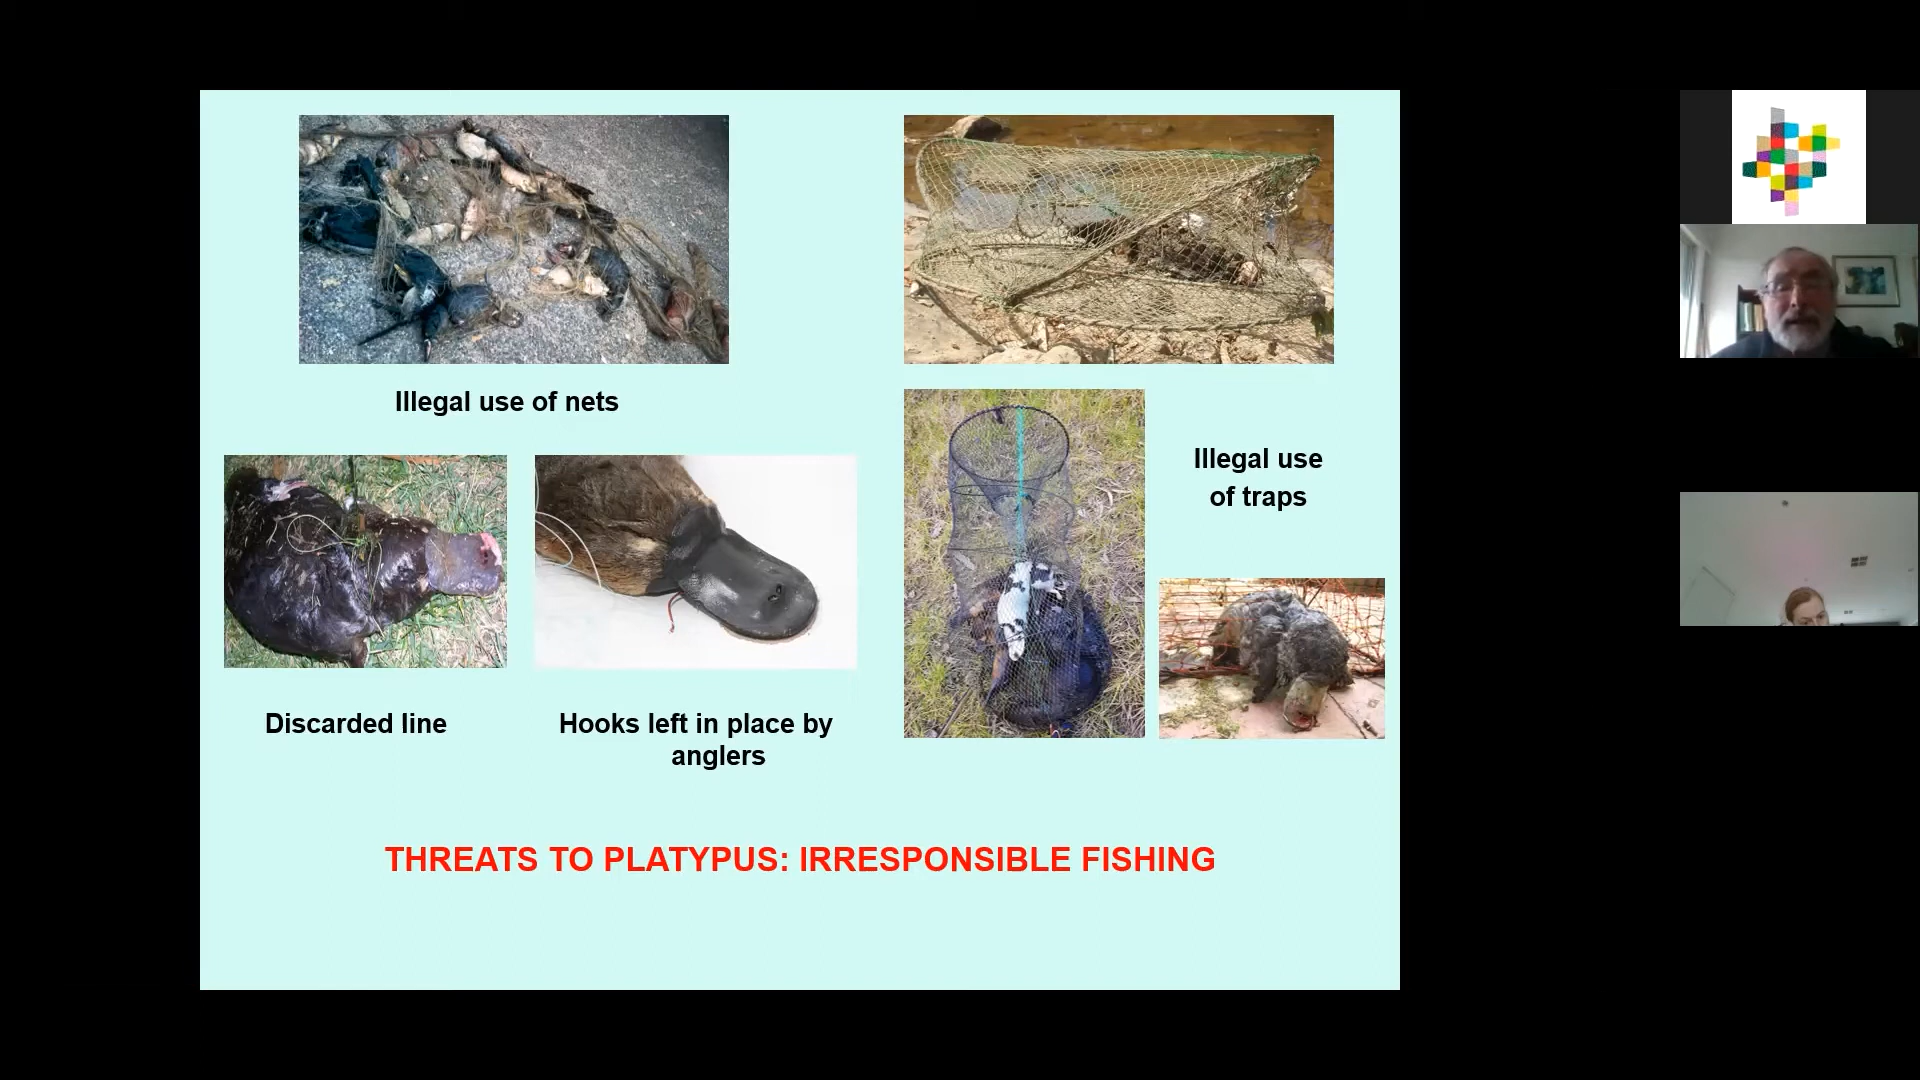 Illegal use of nets
Illegal use
of traps
Discarded line
Hooks left in place by
anglers
THREATS TO PLATYPUS: IRRESPONSIBLE FISHING